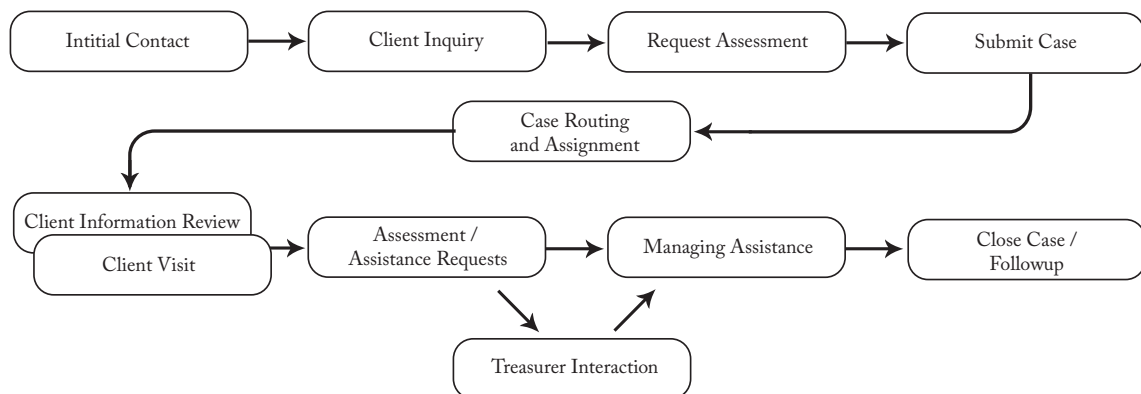 Intitial Contact
Client Inquiry
Request Assessment
Submit Case
Case Routing
and Assignment
Client Information Review
Client Visit
Assessment /
Assistance Requests
Managing Assistance
Close Case /
Followup
Treasurer Interaction